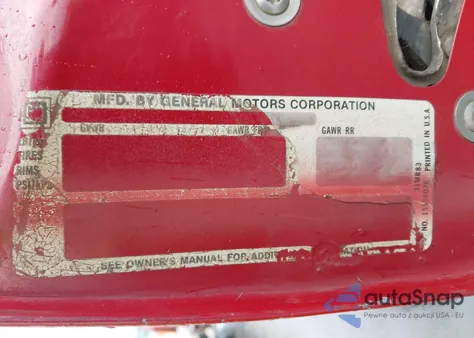 MFD. BY GENERAL MOTORS CORPORATION
GVWR GAWR FRT GAWR RR
TIRES
RIMS
SEE OWNER'S MANUAL FOR
PRINTED IN U.S.A.
NO.
autoSnap
Pewne auta z aukcji USA - EU